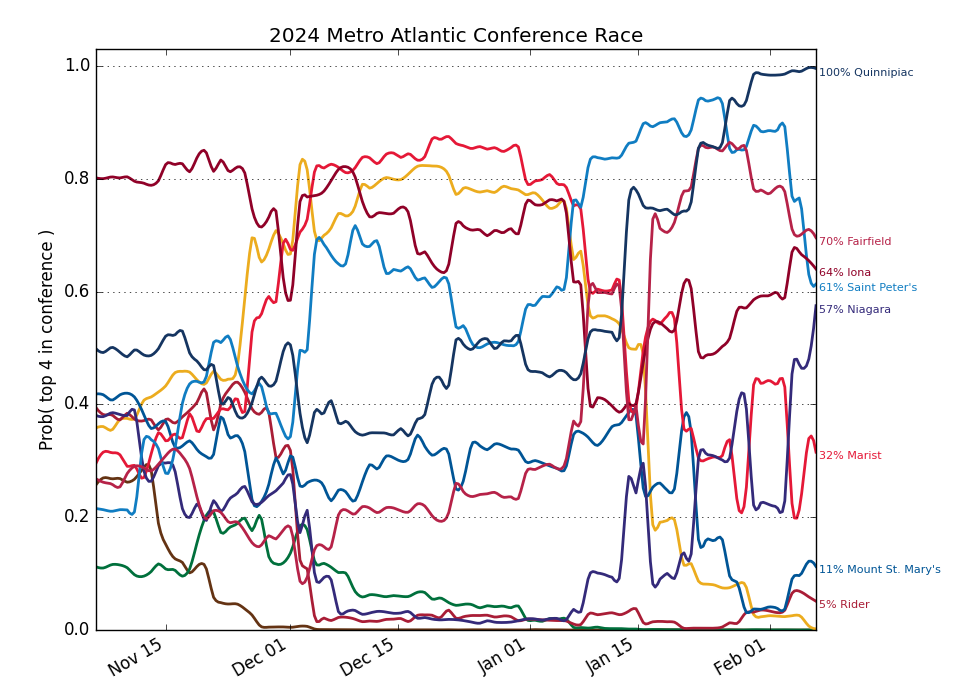 2024 Metro Atlantic Conference Race
Prob( top 4 in conference )
1.0
0.8
0.6
0.4
0.2
0.0
Nov 15
Dec 01
Dec 15
Jan 01
Jan 15
Feb 01
100% Quinnipiac
70% Fairfield
64% Iona
61% Saint Peter's
57% Niagara
32% Marist
11% Mount St. Mary's
5% Rider